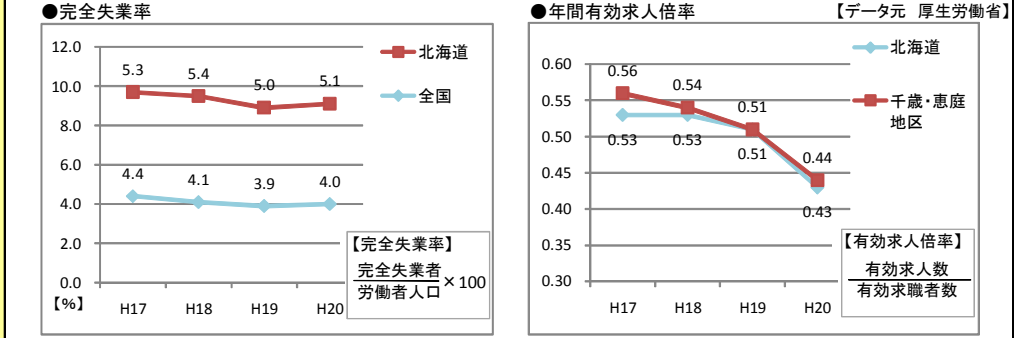 ●完全失業率
12.0
10.0
8.0
6.0
4.0
2.0
0.0
【%】
5.3
5.4
5.0
5.1
4.4
4.1
3.9
4.0
H17
H18
H19
H20
北海道
全国
【完全失業率】
完全失業者
労働者人口
×100
●年間有効求人倍率
【データ元 厚生労働省】
0.60
0.55
0.50
0.45
0.40
0.35
0.30
0.56
0.54
0.51
0.44
0.53
0.53
0.51
0.43
H17
H18
H19
H20
北海道
千歳・恵庭
地区
【有効求人倍率】
有効求人数
有効求職者数